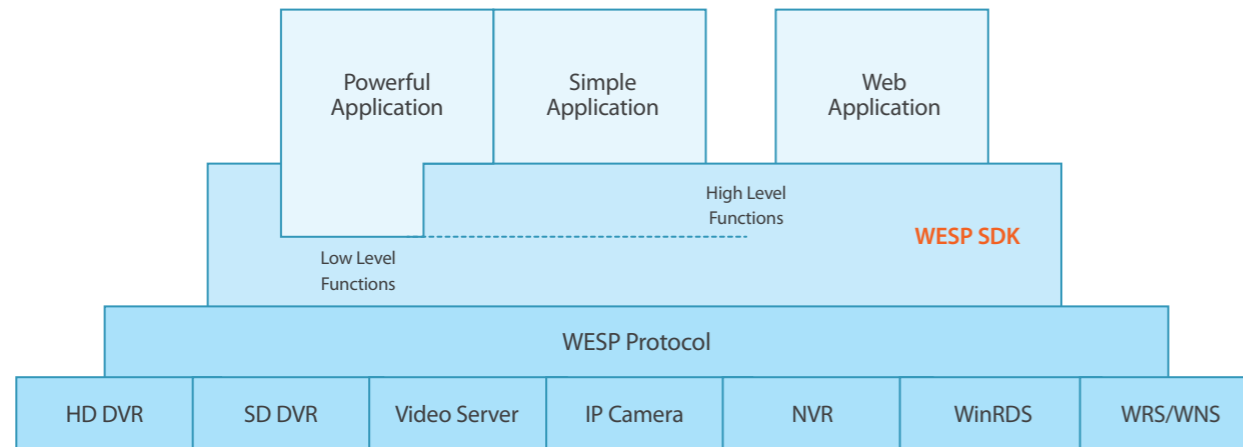 Powerful
Application
Simple
Application
Web
Application
High Level
Functions
WESP SDK
Low Level
Functions
WESP Protocol
HD DVR
SD DVR
Video Server
IP Camera
NVR
WinRDS
WRS/WNS